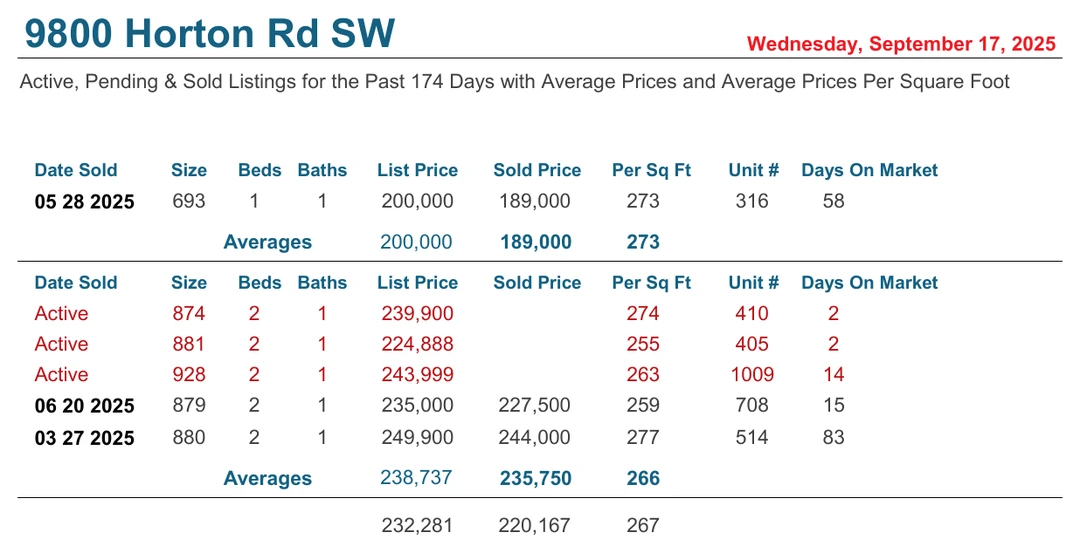 9800 Horton Rd SW
Wednesday, September 17, 2025
Active, Pending & Sold Listings for the Past 174 Days with Average Prices and Average Prices Per Square Foot
Date Sold Size Beds Baths List Price Sold Price Per Sq Ft Unit # Days On Market
05 28 2025 693 1 1 200,000 189,000 273 316 58
Averages 200,000 189,000 273
Date Sold Size Beds Baths List Price Sold Price Per Sq Ft Unit # Days On Market
Active 874 2 1 239,900 274 410 2
Active 881 2 1 224,888 255 405 2
Active 928 2 1 243,999 263 1009 14
06 20 2025 879 2 1 235,000 227,500 259 708 15
03 27 2025 880 2 1 249,900 244,000 277 514 83
Averages 238,737 235,750 266
232,281 220,167 267